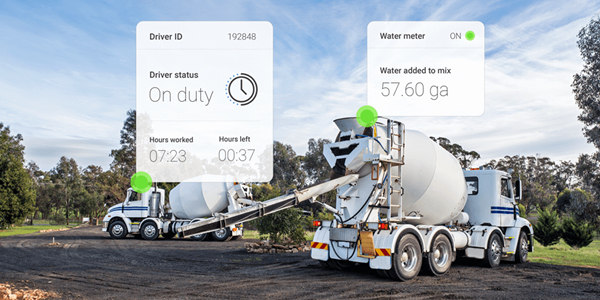 Driver ID 192848
Driver status
On duty
Hours worked Hours left
07:23 00:37
Water meter ON
Water added to mix
57.60 ga